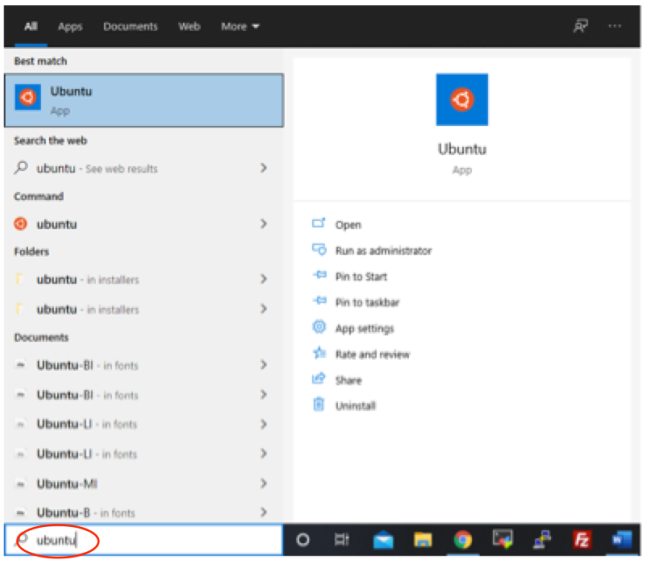 All Apps Documents Web More
Best match
Ubuntu
App
Search the web
ubuntu - See web results
Command
ubuntu
Folders
ubuntu - in installers
ubuntu - in installers
Documents
Ubuntu-BI - in fonts
Ubuntu-BI - in fonts
Ubuntu-LI - in fonts
Ubuntu-LI - in fonts
Ubuntu-MI
Ubuntu-B - in fonts
ubuntu
Ubuntu
App
Open
Run as administrator
Pin to Start
Pin to taskbar
App settings
Rate and review
Share
Uninstall
Fz
W